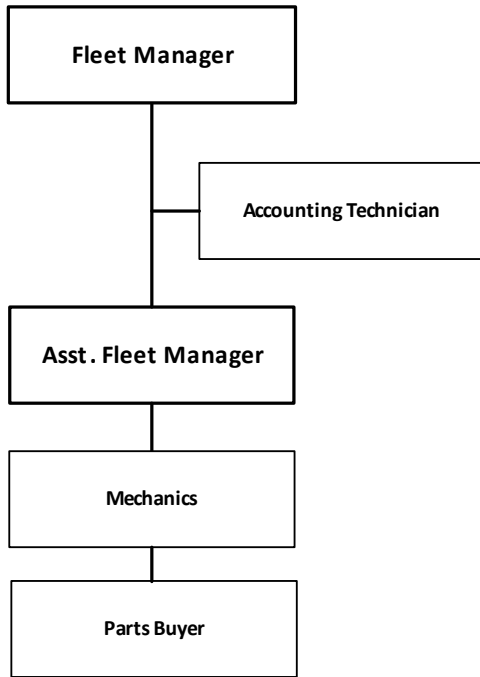 Fleet Manager
Accounting Technician
Asst. Fleet Manager
Mechanics
Parts Buyer